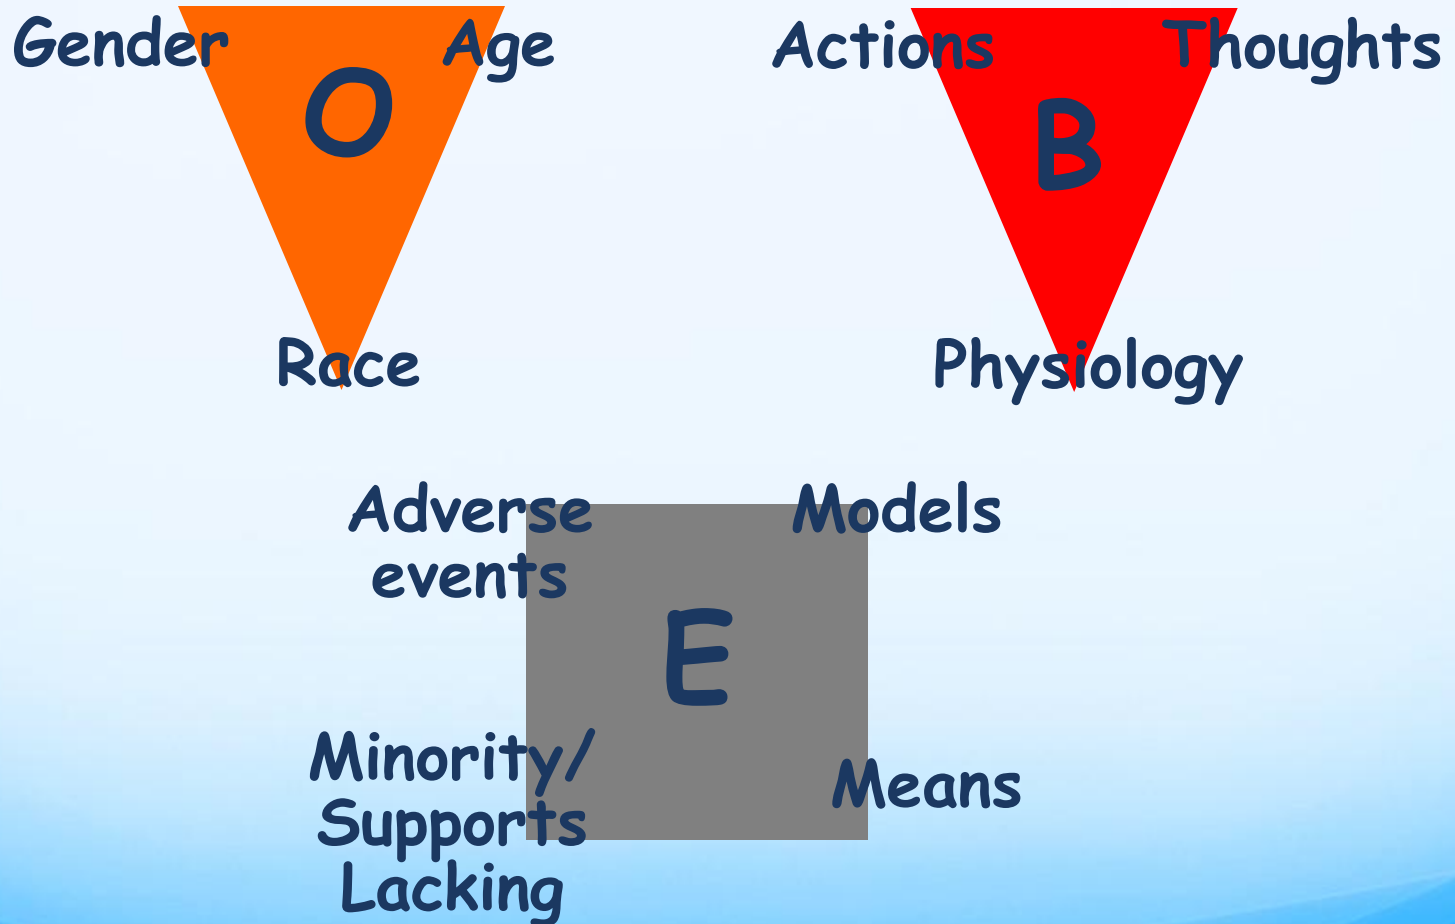 Gender
Age
O
Race
Actions
Thoughts
B
Physiology
Adverse
events
Models
E
Minority/
Supports
Lacking
Means